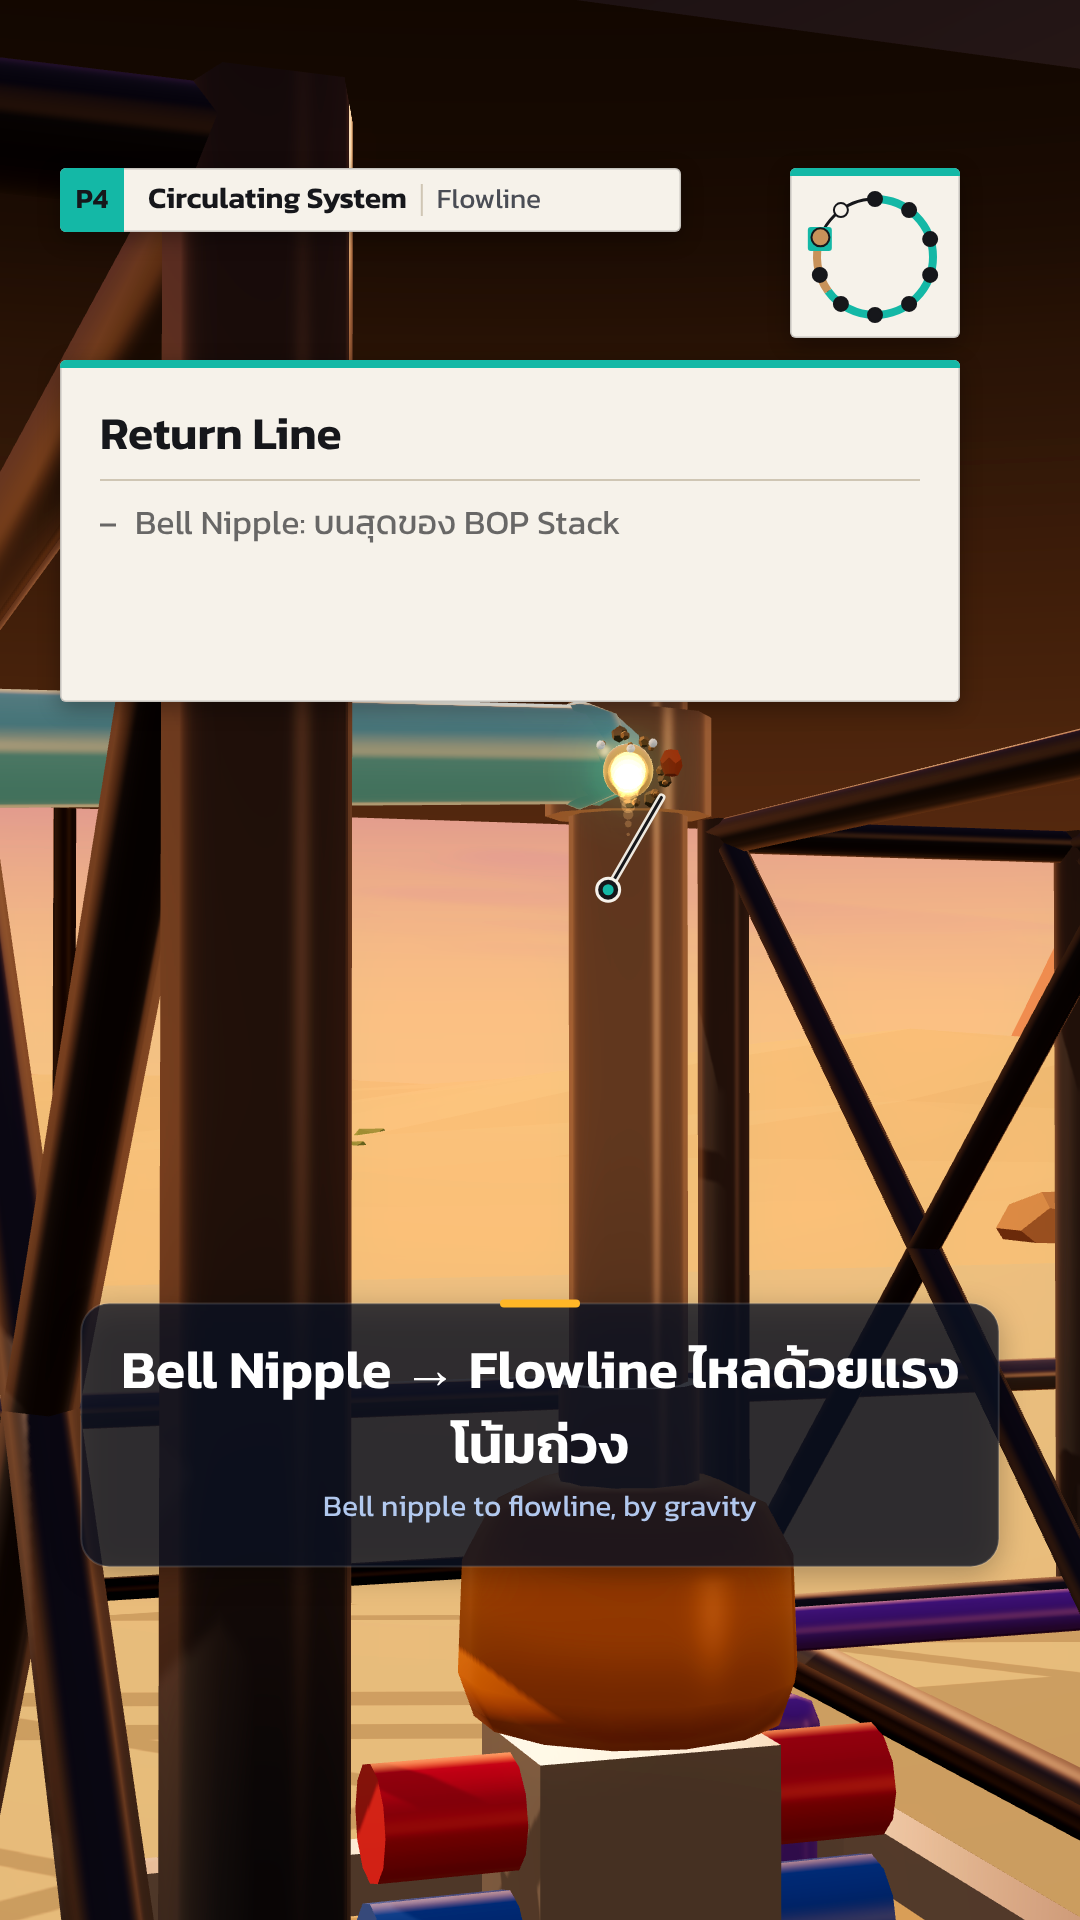 P4 Circulating System | Flowline
Return Line
– Bell Nipple: บนสุดของ BOP Stack
Bell Nipple → Flowline ไหลด้วยแรง
โน้มถ่วง
Bell nipple to flowline, by gravity